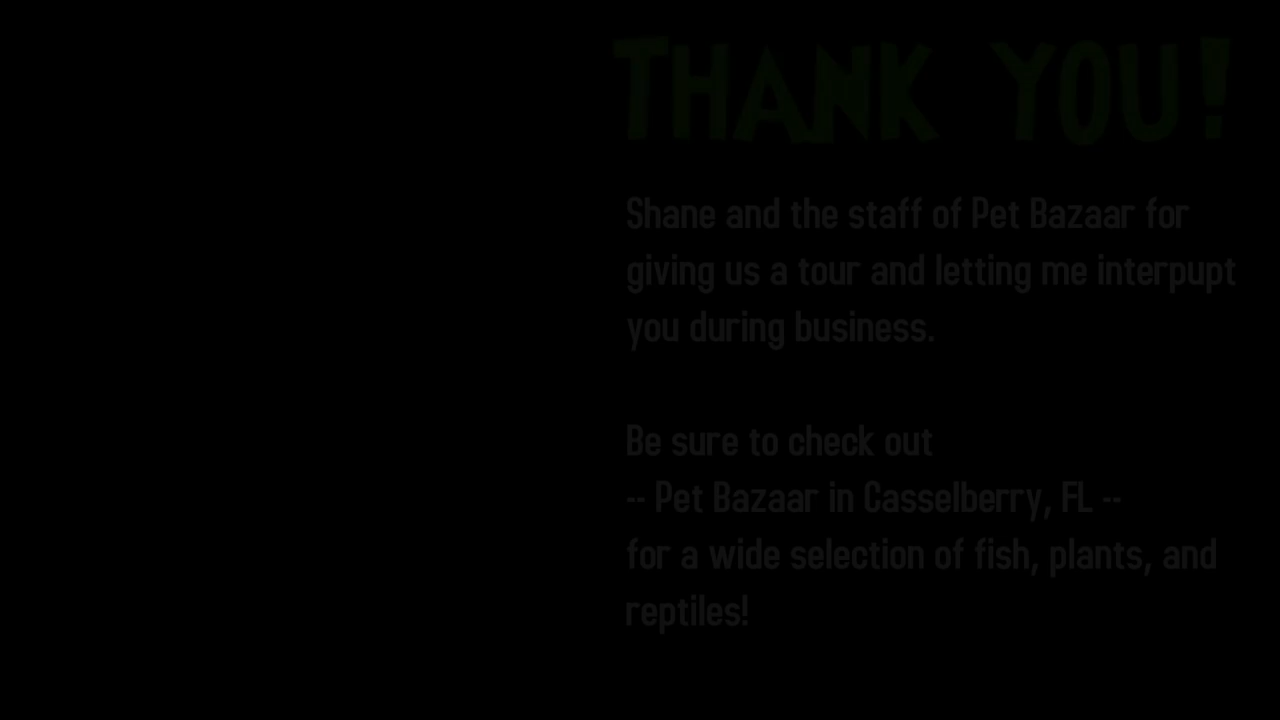 THANK YOU!
Shane and the staff of Pet Bazaar for
giving us a tour and letting me interpupt
you during business.
Be sure to check out
-- Pet Bazaar in Casselberry, FL --
for a wide selection of fish, plants, and
reptiles!